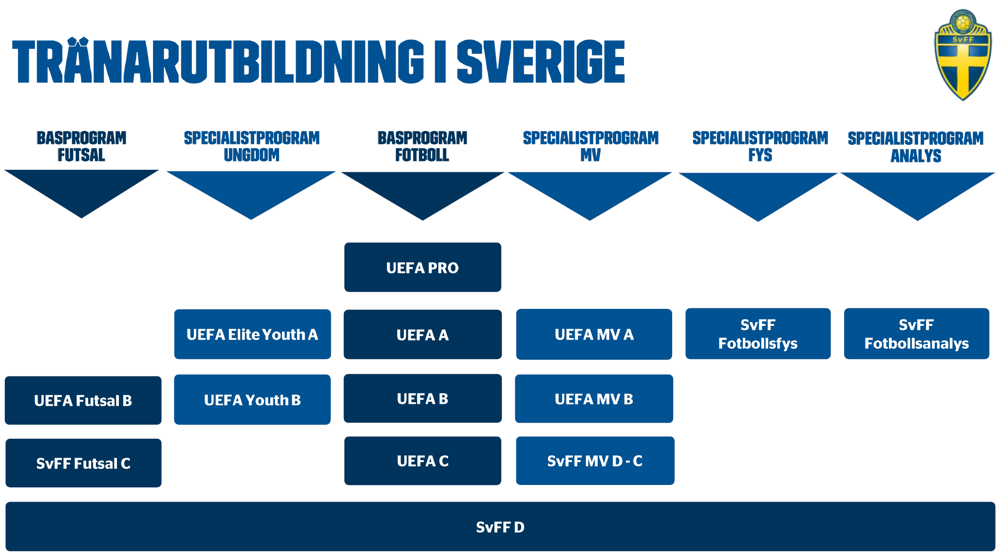 TRÄNARUTBILDNING I SVERIGE
SvFF
BASPROGRAM
FUTSAL
SPECIALISTPROGRAM
UNGDOM
BASPROGRAM
FOTBOLL
SPECIALISTPROGRAM
MV
SPECIALISTPROGRAM
FYS
SPECIALISTPROGRAM
ANALYS
UEFA PRO
UEFA Elite Youth A
UEFA A
UEFA MV A
SvFF
Fotbollsfys
SvFF
Fotbollsanalys
UEFA Futsal B
UEFA Youth B
UEFA B
UEFA MV B
SvFF Futsal C
UEFA C
SvFF MV D - C
SvFF D